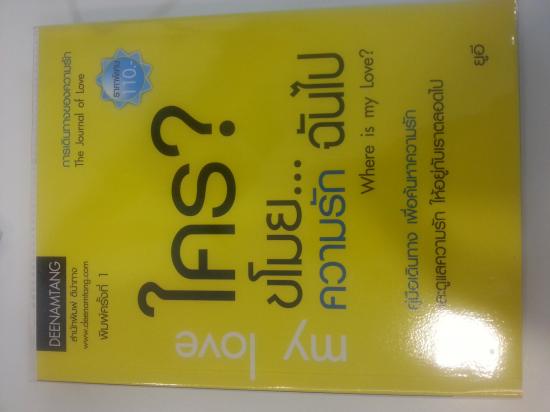 DEENAMTANG
สำนักพิมพ์ ดีนำทาง
www.deenamtang.com
พิมพ์ครั้งที่ 1
การเดินทางของความรัก
The Journal of Love
ราคาพิเศษ
110.-
ใคร?
ขโมย...
ความรัก ฉันไป
my love
Where is my Love?
คู่มือเดินทาง เพื่อค้นหาความรัก
และดูแลความรัก ให้อยู่กับเราตลอดไป